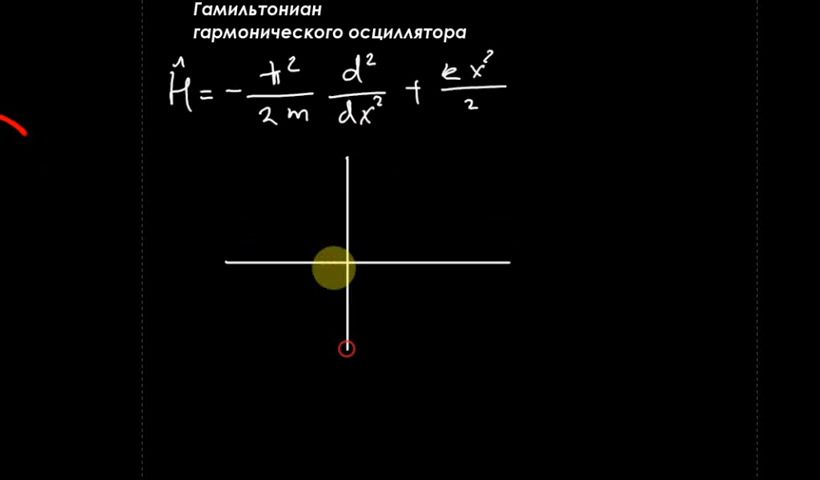 Гамильтониан
гармонического осциллятора
Ĥ = - ħ²/2m d²/dx² + kx²/2